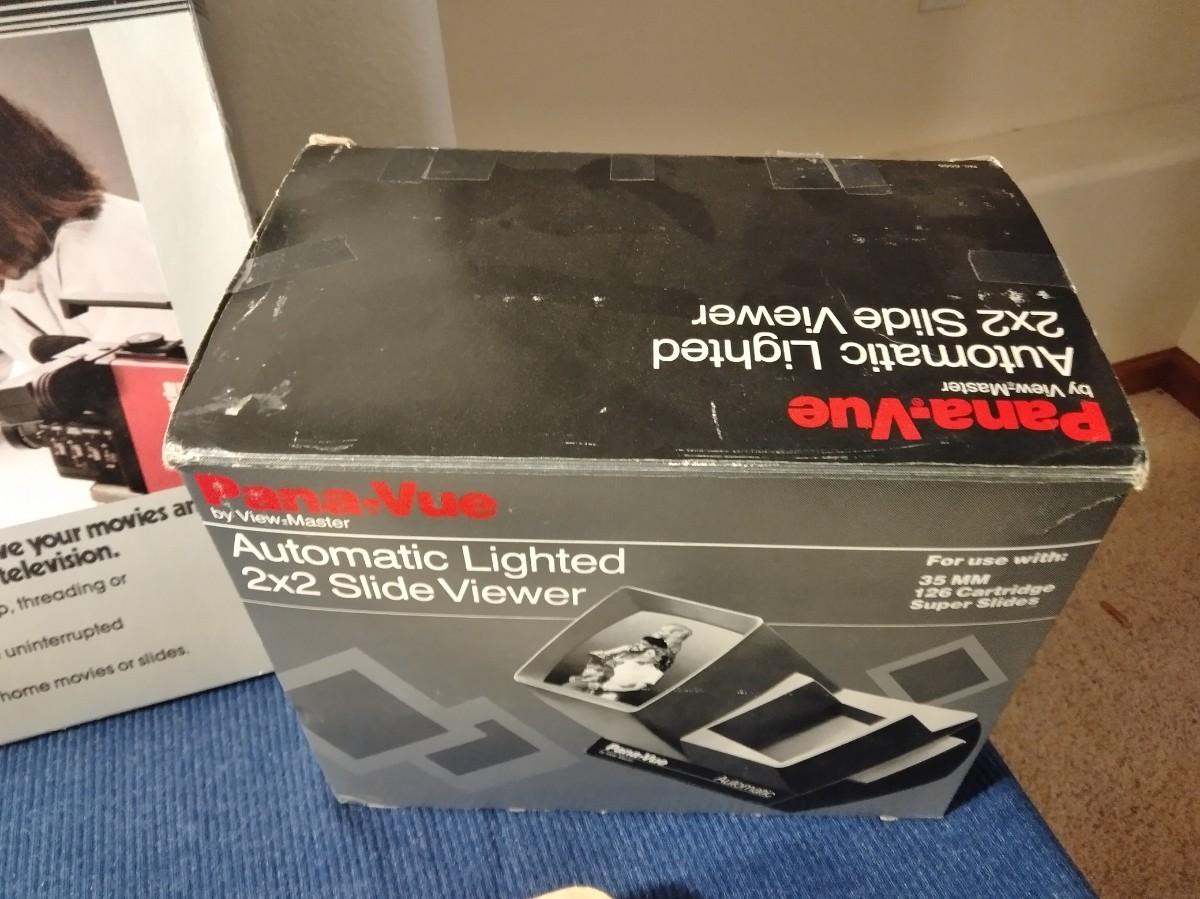 Pana-Vue
by View-Master
Automatic Lighted
2x2 Slide Viewer
Pana-Vue
by View-Master
Automatic Lighted
2x2 Slide Viewer
For use with:
35 MM
126 Cartridge
Super Slides
Pana-Vue
Automatic
ve your movies an
television.
p, threading or
uninterrupted
home movies or slides.